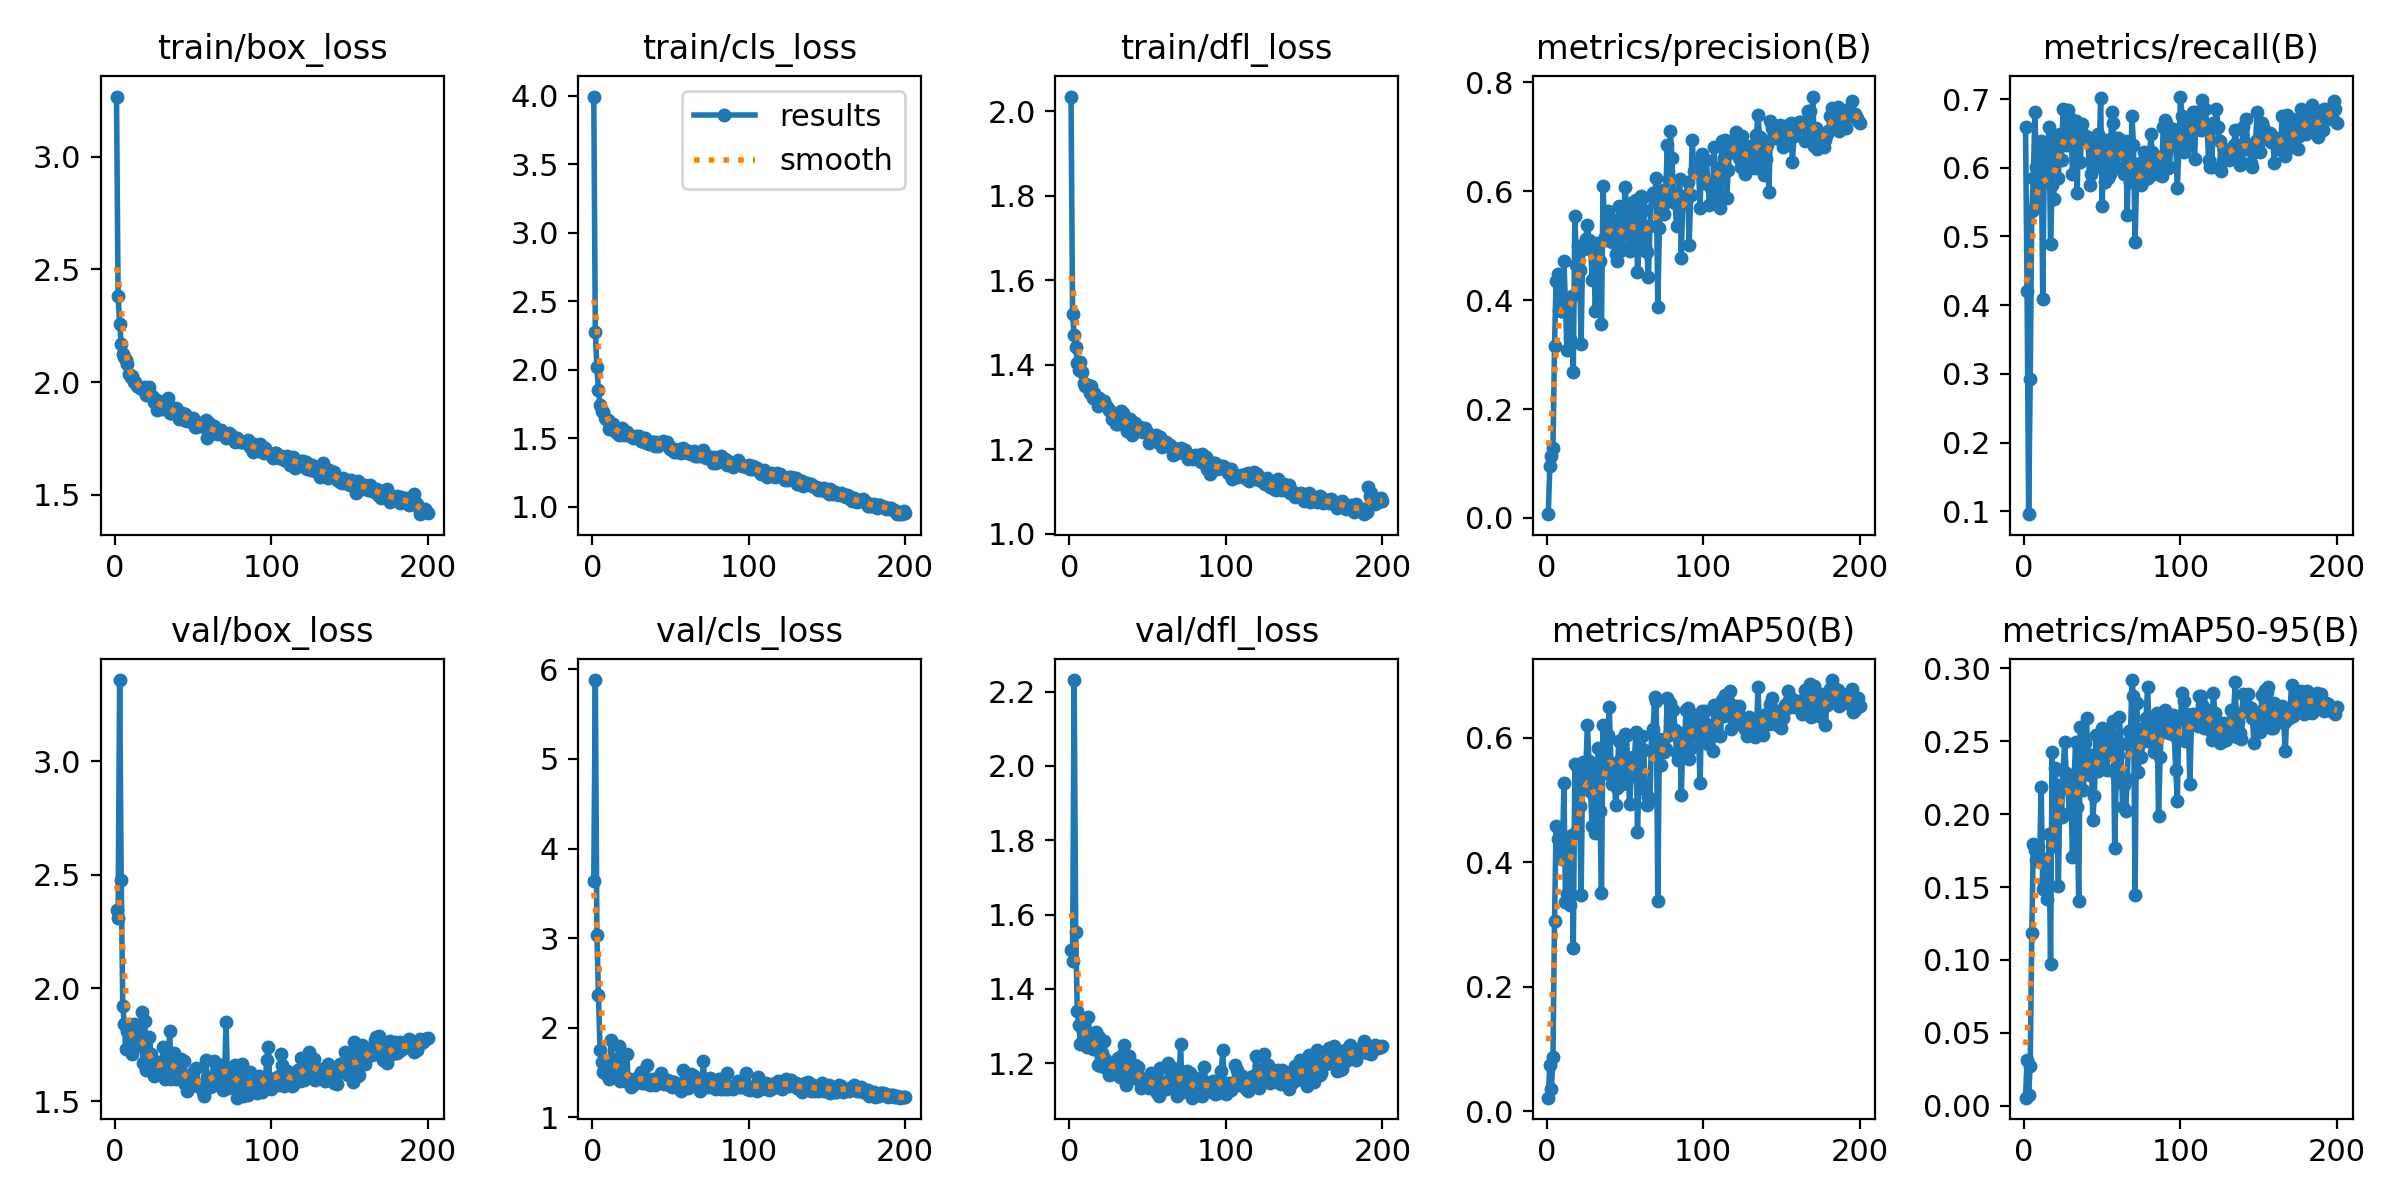 train/box_loss
3.0
2.5
2.0
1.5
0 100 200
train/cls_loss
4.0
3.5
3.0
2.5
2.0
1.5
1.0
results
smooth
0 100 200
train/dfl_loss
2.0
1.8
1.6
1.4
1.2
1.0
0 100 200
metrics/precision(B)
0.8
0.6
0.4
0.2
0.0
0 100 200
metrics/recall(B)
0.7
0.6
0.5
0.4
0.3
0.2
0.1
0 100 200
val/box_loss
3.0
2.5
2.0
1.5
0 100 200
val/cls_loss
6
5
4
3
2
1
0 100 200
val/dfl_loss
2.2
2.0
1.8
1.6
1.4
1.2
0 100 200
metrics/mAP50(B)
0.6
0.4
0.2
0.0
0 100 200
metrics/mAP50-95(B)
0.30
0.25
0.20
0.15
0.10
0.05
0.00
0 100 200